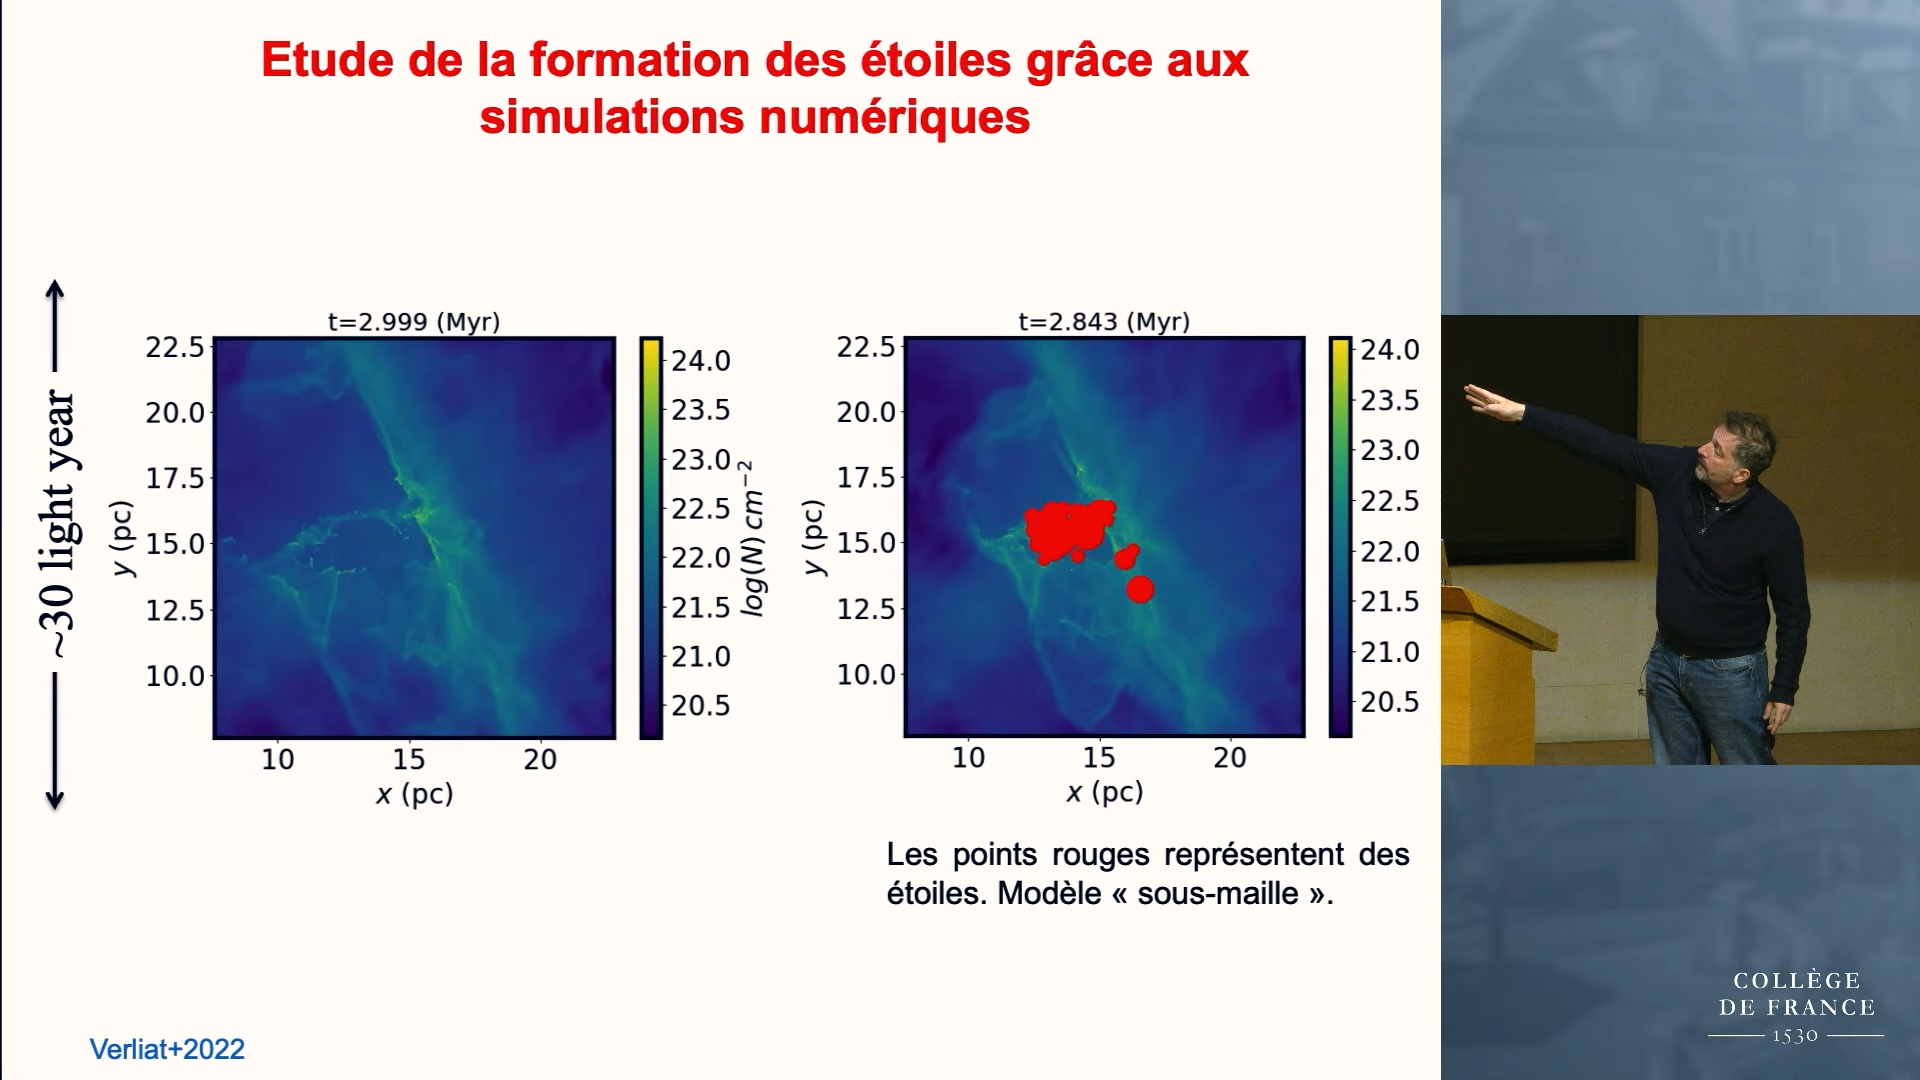 Etude de la formation des étoiles grâce aux
simulations numériques
~30 light year
t=2.999 (Myr)
22.5
20.0
17.5
15.0
12.5
10.0
y (pc)
10 15 20
x (pc)
24.0
23.5
23.0
22.5
22.0
21.5
21.0
20.5
log(N) cm−2
t=2.843 (Myr)
22.5
20.0
17.5
15.0
12.5
10.0
y (pc)
10 15 20
x (pc)
24.0
23.5
23.0
22.5
22.0
21.5
21.0
20.5
Les points rouges représentent des
étoiles. Modèle « sous-maille ».
Verliat+2022
COLLÈGE
DE FRANCE
1530